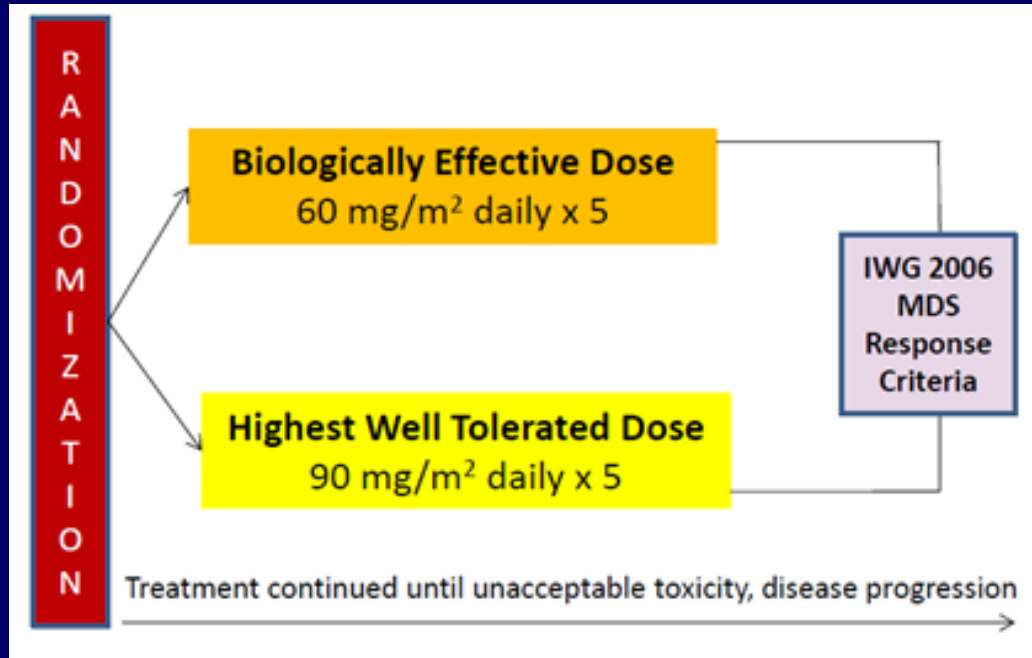 RANDOMIZATION
Biologically Effective Dose
60 mg/m² daily x 5
IWG 2006
MDS
Response
Criteria
Highest Well Tolerated Dose
90 mg/m² daily x 5
Treatment continued until unacceptable toxicity, disease progression